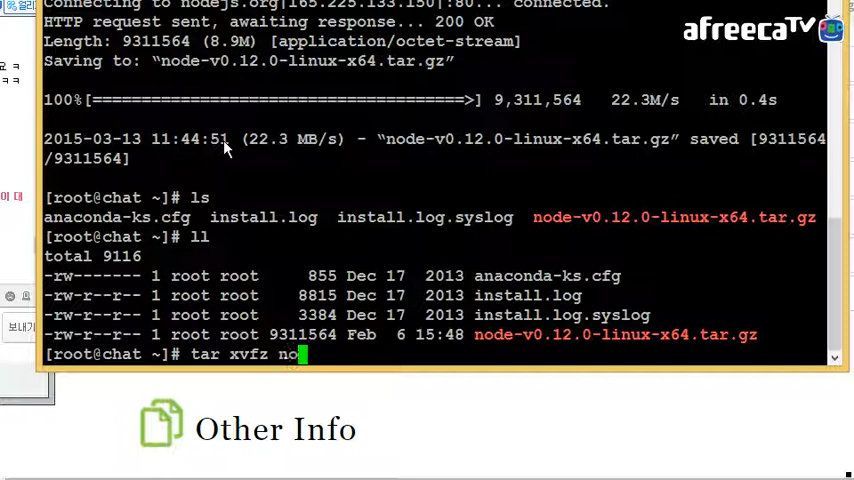 Connecting to nodejs.org|165.225.133.150|:80... connected.
HTTP request sent, awaiting response... 200 OK
Length: 9311564 (8.9M) [application/octet-stream]
Saving to: “node-v0.12.0-linux-x64.tar.gz”
100%[======================================>] 9,311,564 22.3M/s in 0.4s
2015-03-13 11:44:51 (22.3 MB/s) - “node-v0.12.0-linux-x64.tar.gz” saved [9311564
/9311564]
[root@chat ~]# ls
anaconda-ks.cfg install.log install.log.syslog node-v0.12.0-linux-x64.tar.gz
[root@chat ~]# ll
total 9116
-rw------- 1 root root 855 Dec 17 2013 anaconda-ks.cfg
-rw-r--r-- 1 root root 8815 Dec 17 2013 install.log
-rw-r--r-- 1 root root 3384 Dec 17 2013 install.log.syslog
-rw-r--r-- 1 root root 9311564 Feb 6 15:48 node-v0.12.0-linux-x64.tar.gz
[root@chat ~]# tar xvfz no
afreecaTV
요 ㅋ
ㅋㅋ
이 대
보내기
Other Info